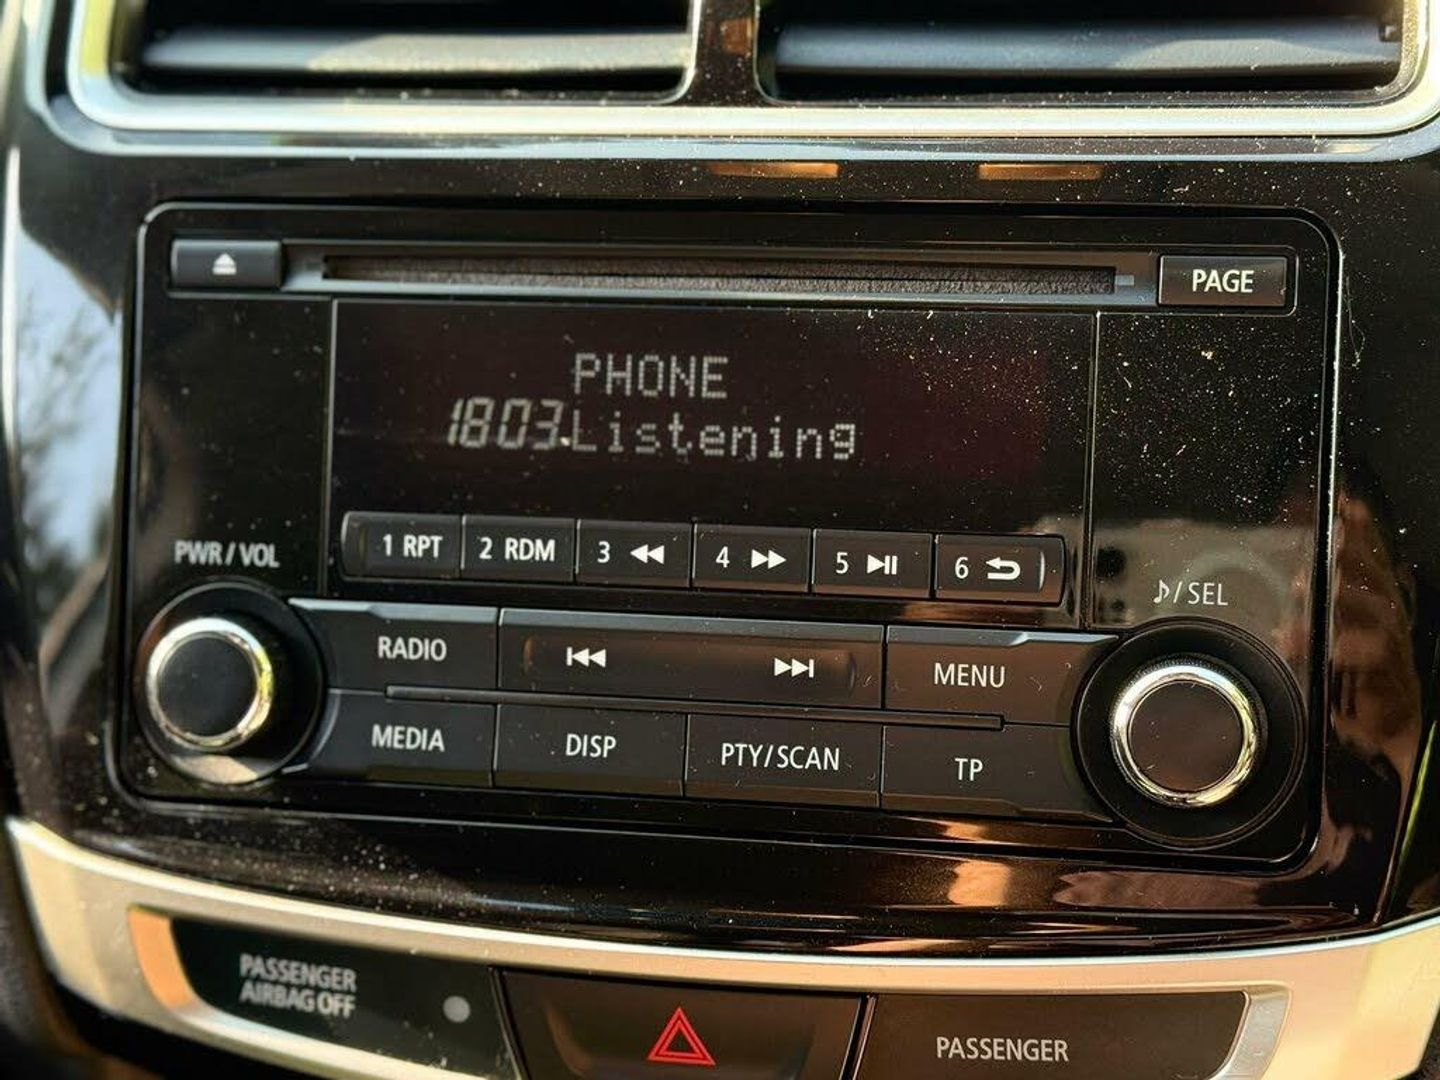 PAGE
PHONE
1803 Listening
PWR / VOL
1 RPT 2 RDM 3 4 5 6
♪/ SEL
RADIO
MENU
MEDIA DISP PTY/SCAN TP
PASSENGER
AIRBAG OFF
PASSENGER